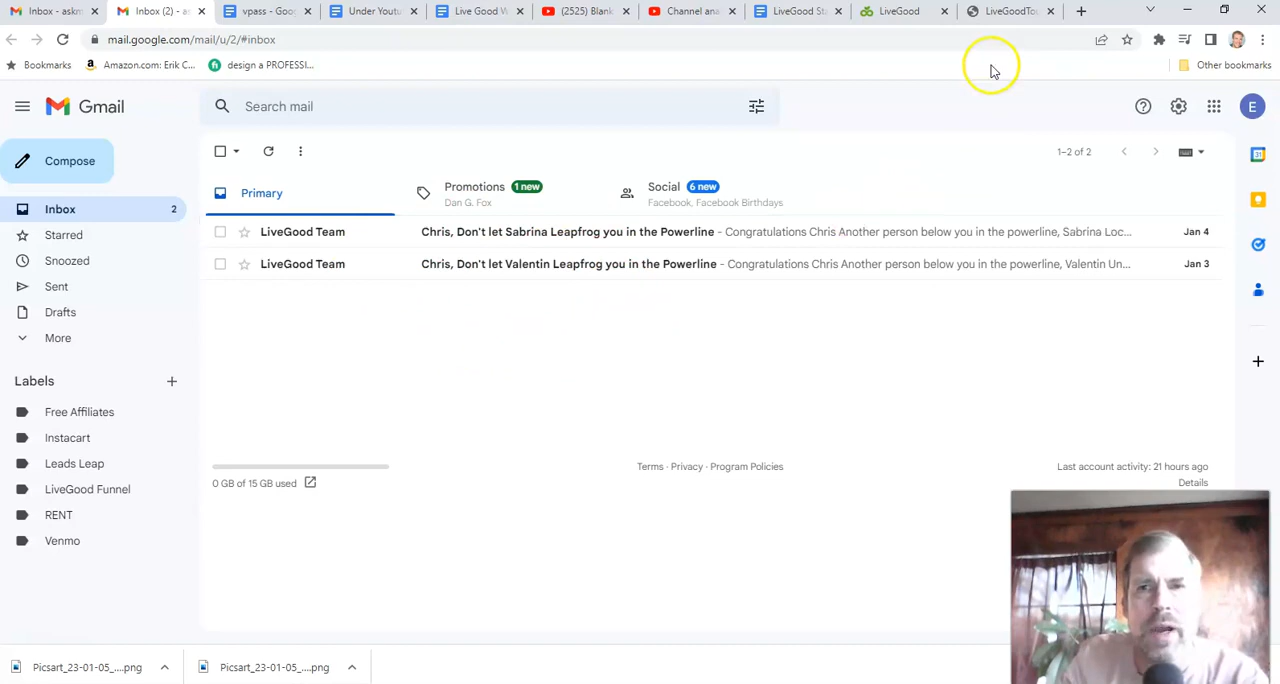 Inbox - askm
Inbox (2) - as
vpass - Goog
Under Youtu
Live Good W
(2525) Blank
Channel ana
LiveGood Sta
LiveGood
LiveGoodTou
mail.google.com/mail/u/2/#inbox
Bookmarks
Amazon.com: Erik C...
design a PROFESSI...
Other bookmarks
Gmail
Search mail
E
Compose
1–2 of 2
Primary
Promotions 1 new
Dan G. Fox
Social 6 new
Facebook, Facebook Birthdays
Inbox 2
Starred
Snoozed
Sent
Drafts
More
LiveGood Team Chris, Don't let Sabrina Leapfrog you in the Powerline - Congratulations Chris Another person below you in the powerline, Sabrina Loc... Jan 4
LiveGood Team Chris, Don't let Valentin Leapfrog you in the Powerline - Congratulations Chris Another person below you in the powerline, Valentin Un... Jan 3
Labels
Free Affiliates
Instacart
Leads Leap
LiveGood Funnel
RENT
Venmo
0 GB of 15 GB used
Terms · Privacy · Program Policies
Last account activity: 21 hours ago
Details
Picsart_23-01-05_....png
Picsart_23-01-05_....png